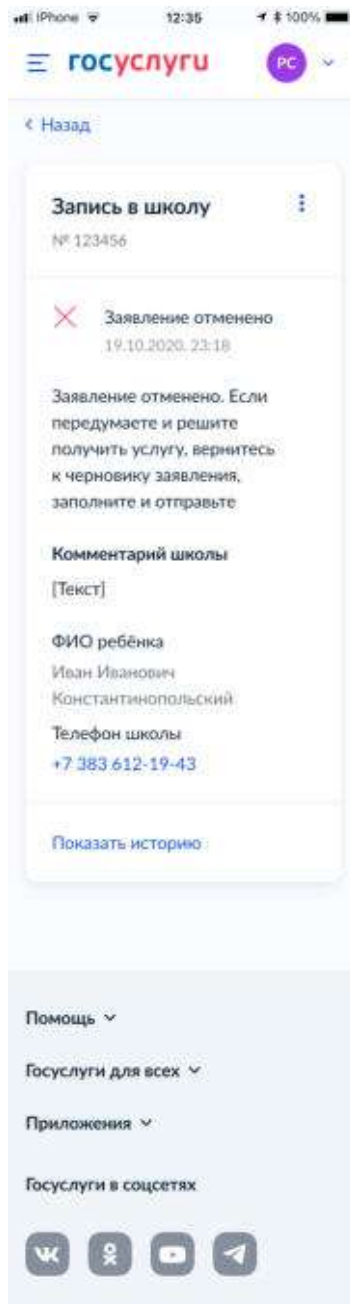 iPhone 12:35 100%
госуслуги РС
Назад
Запись в школу
№ 123456
Заявление отменено
19.10.2020, 23:18
Заявление отменено. Если
передумаете и решите
получить услугу, вернитесь
к черновику заявления,
заполните и отправьте
Комментарий школы
[Текст]
ФИО ребёнка
Иван Иванович
Константинопольский
Телефон школы
+7 383 612-19-43
Показать историю
Помощь
Госуслуги для всех
Приложения
Госуслуги в соцсетях